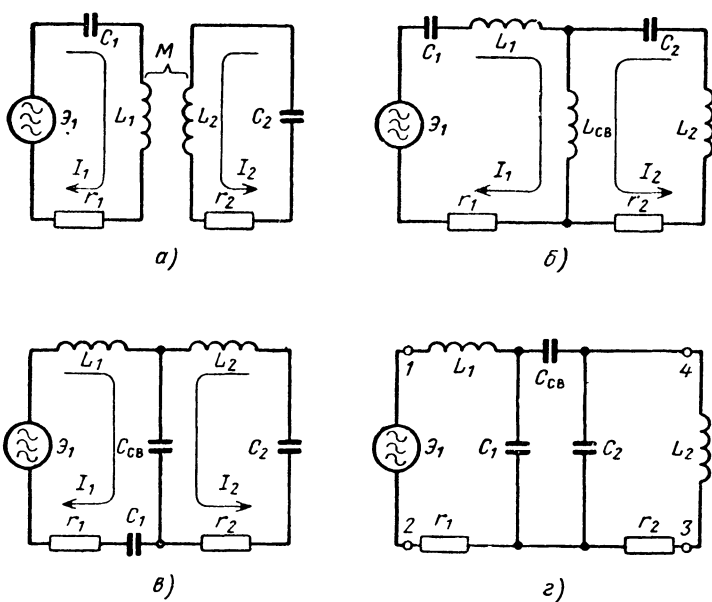 C₁
M
Э₁
L₁
L₂
C₂
I₁
I₂
r₁
r₂
а)
C₁
L₁
C₂
Э₁
Lсв
L₂
I₁
I₂
r₁
r₂
б)
L₁
L₂
Э₁
Cсв
C₂
I₁
I₂
r₁
C₁
r₂
в)
1
L₁
Cсв
4
Э₁
C₁
C₂
L₂
2
r₁
r₂
3
г)